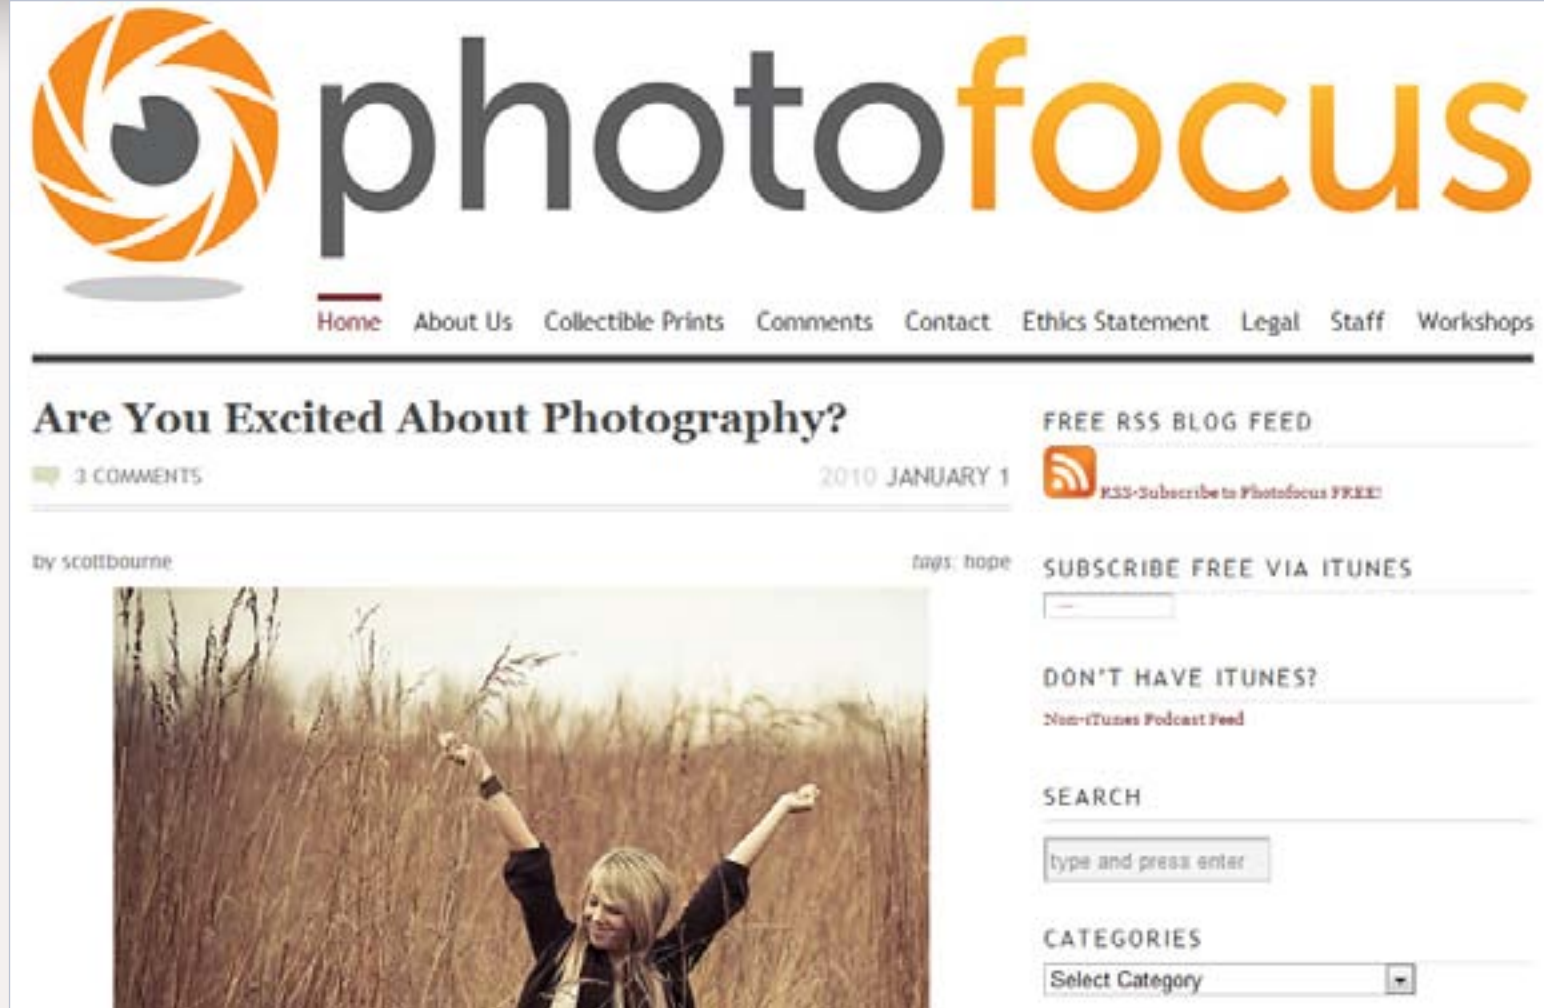 photofocus
Home About Us Collectible Prints Comments Contact Ethics Statement Legal Staff Workshops
Are You Excited About Photography?
3 COMMENTS 2010 JANUARY 1
by scottbourne tags: hope
FREE RSS BLOG FEED
RSS-Subscribe to Photofocus FREE!
SUBSCRIBE FREE VIA ITUNES
DON'T HAVE ITUNES?
Non-iTunes Podcast Feed
SEARCH
type and press enter
CATEGORIES
Select Category